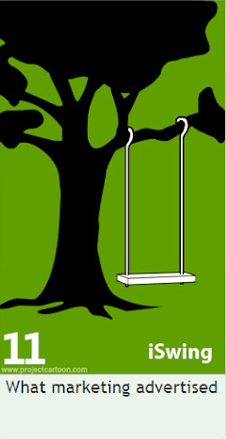 11
iSwing
www.projectcartoon.com
What marketing advertised